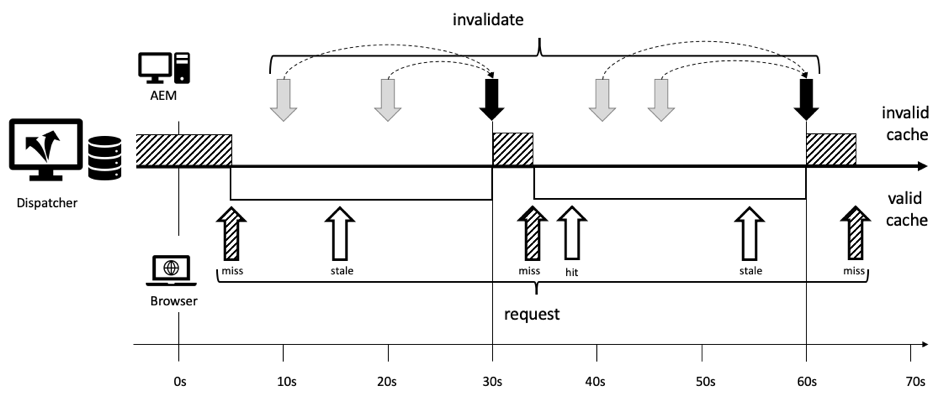 invalidate
AEM
invalid
cache
Dispatcher
valid
cache
miss
stale
miss
hit
stale
miss
Browser
request
0s
10s
20s
30s
40s
50s
60s
70s